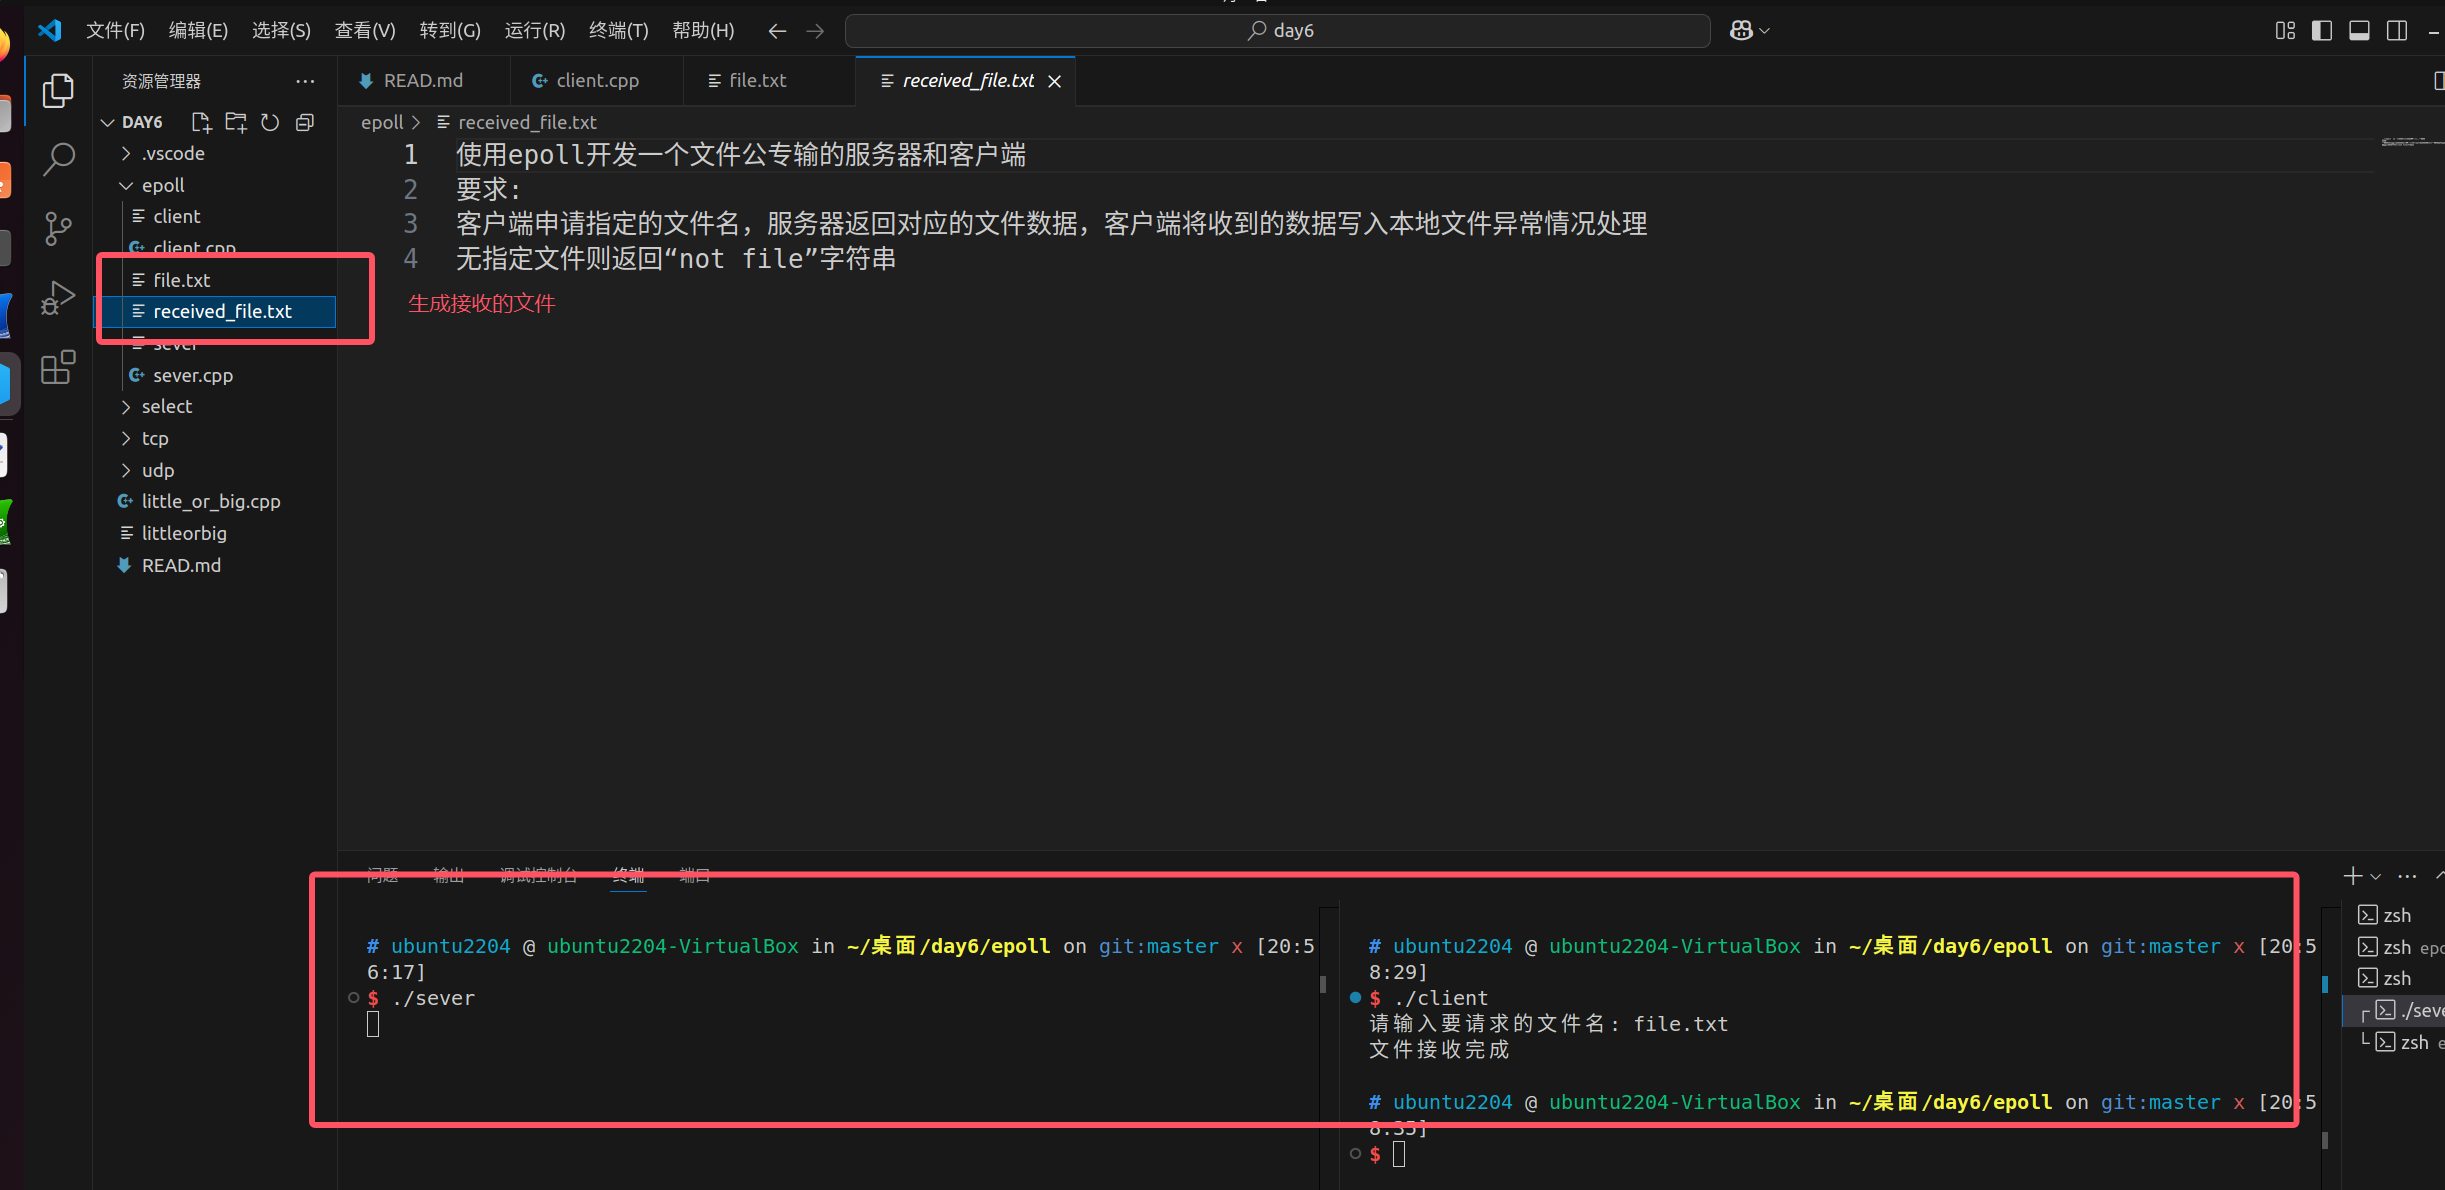 文件(F) 编辑(E) 选择(S) 查看(V) 转到(G) 运行(R) 终端(T) 帮助(H) day6
资源管理器
READ.md client.cpp file.txt received_file.txt
DAY6
.vscode
epoll
client
client.cpp
file.txt
received_file.txt
sever
sever.cpp
select
tcp
udp
little_or_big.cpp
littleorbig
READ.md
epoll > received_file.txt
1 使用epoll开发一个文件公专输的服务器和客户端
2 要求:
3 客户端申请指定的文件名，服务器返回对应的文件数据，客户端将收到的数据写入本地文件异常情况处理
4 无指定文件则返回“not file”字符串
生成接收的文件
问题 输出 调试控制台 终端 端口
# ubuntu2204 @ ubuntu2204-VirtualBox in ~/桌面/day6/epoll on git:master x [20:5
6:17]
$ ./sever
# ubuntu2204 @ ubuntu2204-VirtualBox in ~/桌面/day6/epoll on git:master x [20:5
8:29]
$ ./client
请输入要请求的文件名: file.txt
文件接收完成
# ubuntu2204 @ ubuntu2204-VirtualBox in ~/桌面/day6/epoll on git:master x [20:5
8:35]
$
zsh
zsh epo
zsh
./seve
zsh e